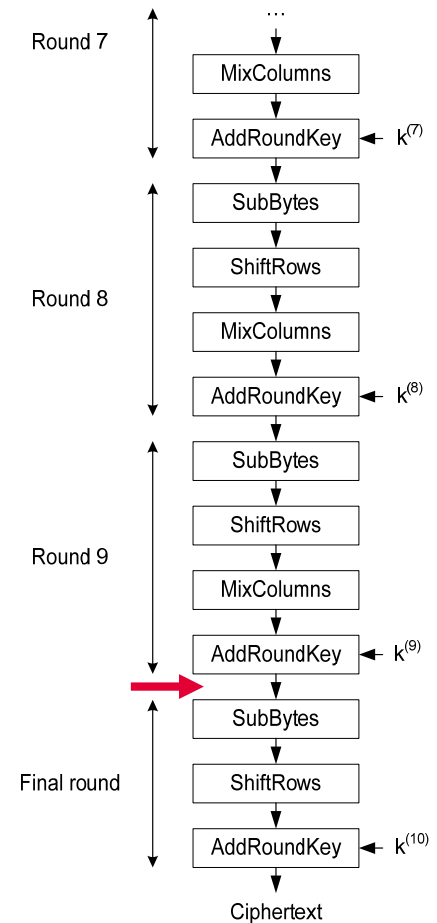 ...
Round 7
MixColumns
AddRoundKey
k(7)
SubBytes
ShiftRows
Round 8
MixColumns
AddRoundKey
k(8)
SubBytes
ShiftRows
Round 9
MixColumns
AddRoundKey
k(9)
SubBytes
ShiftRows
Final round
AddRoundKey
k(10)
Ciphertext